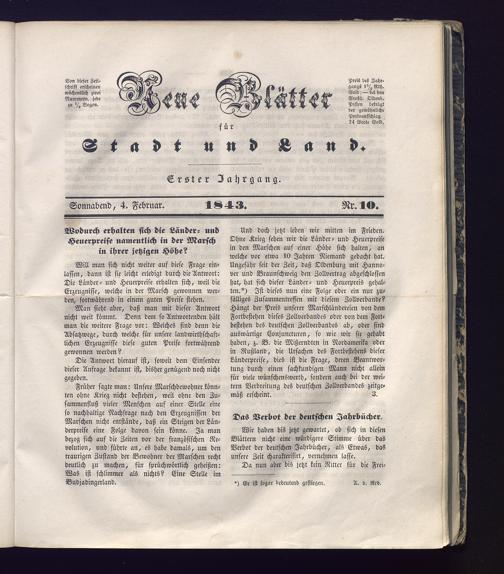 Von dieser Zeit-
schrift erscheinen
wöchentlich zwei
Nummern, jede
zu ½ Bogen.
Neue Blätter
für
Stadt und Land.
Erster Jahrgang.
Preis des Jahr-
gangs
Sonnabend, 4. Februar.
1843.
Nr. 10.
Wodurch erhalten sich die Länder- und
Heuerpreise namentlich in der Marsch
in ihrer jetzigen Höhe?
Will man sich nicht weiter auf diese Frage ein-
lassen, dann ist sie leicht erledigt durch die Antwort:
Die Länder- und Heuerpreise erhalten sich, weil die
Erzeugnisse, welche in der Marsch gewonnen wer-
den, fortwährend in einem guten Preise stehen.
Man sieht aber, daß man mit dieser Antwort
nicht weit kömmt. Denn dem so Antwortenden hält
man die weitere Frage vor: Welches sind denn die
Absatzwege, durch welche für unsere landwirthschaft-
lichen Erzeugnisse diese guten Preise fortwährend
gewonnen werden?
Die Antwort hierauf ist, soweit dem Einsender
dieser Anfrage bekannt ist, bisher genügend noch nicht
gegeben.
Früher sagte man: Unsere Marschbewohner könn-
ten ohne Krieg nicht bestehen, weil ohne den Zu-
sammenfluß vieler Menschen auf einer Stelle eine
so nachhaltige Nachfrage nach den Erzeugnissen der
Marschen nicht entstände, daß ein Steigen der Län-
derpreise eine Folge davon sein könne. Ja man
bezog sich auf die Zeiten vor der französischen Re-
volution, und führte an, es habe damals, um den
traurigen Zustand der Bewohner der Marschen recht
deutlich zu machen, für sprüchwörtlich geheißen:
Was ist schlimmer als nichts? Eine Stelle im
Butjadingerland.
Und doch jetzt leben wir mitten im Frieden.
Ohne Krieg sehen wir die Länder- und Heuerpreise
in den Marschen auf einer Höhe sich halten, an
welche vor etwa 10 Jahren Niemand gedacht hat.
Ungefähr seit der Zeit, daß Oldenburg mit Hanno-
ver und Braunschweig den Zollvertrag abgeschlossen
hat, hat sich dieser Länder- und Heuerpreis gehal-
ten.*) Ist dieses nun eine Folge oder ein nur zu-
fälliges Zusammentreffen mit diesem Zollverbande?
Hängt der Preis unserer Marschländereien von dem
Fortbestehen dieses Zollverbandes oder von dem Fort-
bestehen des deutschen Zollverbandes ab, oder sind
auswärtige Conjuncturen, so wie wir sie gehabt
haben, z. B. die Mißerndten in Nordamerika oder
in Rußland, die Ursachen des Fortbestehens dieser
Länderpreise, dies ist die Frage, deren Beantwor-
tung durch einen sachkundigen Mann nicht allein
für viele wünschenswerth, sondern auch bei der wei-
tern Verbreitung des deutschen Zollverbandes zeitge-
mäß erscheint. 3.
Das Verbot der deutschen Jahrbücher.
Wir haben bis jetzt gewartet, ob sich in diesen
Blättern nicht eine würdigere Stimme über das
Verbot der deutschen Jahrbücher, als Etwas, das
unsere Zeit charakterisirt, vernehmen lasse.
Da nun aber bis jetzt kein Ritter für die Frei-
*) Er ist sogar bedeutend gestiegen. A. d. Red.